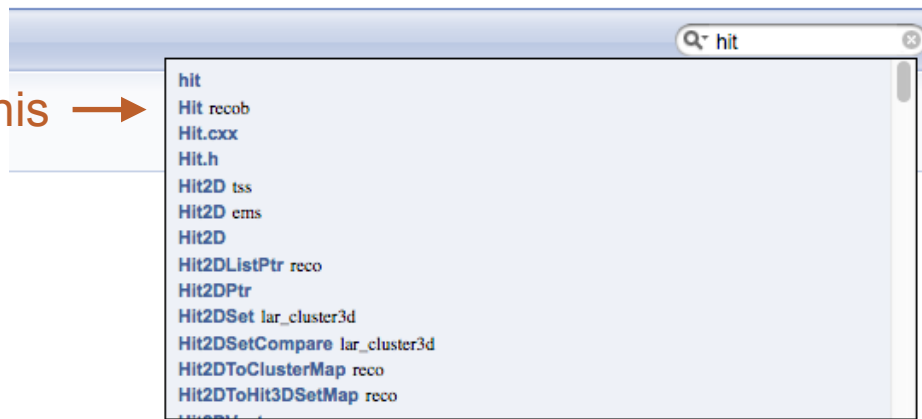 hit
hit
his
Hit recob
Hit.cxx
Hit.h
Hit2D tss
Hit2D ems
Hit2D
Hit2DListPtr reco
Hit2DPtr
Hit2DSet lar_cluster3d
Hit2DSetCompare lar_cluster3d
Hit2DToClusterMap reco
Hit2DToHit3DSetMap reco